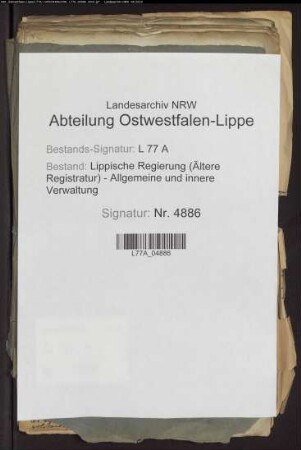 Landesarchiv NRW
Abteilung Ostwestfalen-Lippe
Bestands-Signatur: L 77 A
Bestand: Lippische Regierung (Ältere
Registratur) - Allgemeine und innere
Verwaltung
Signatur: Nr. 4886
L77A_04886